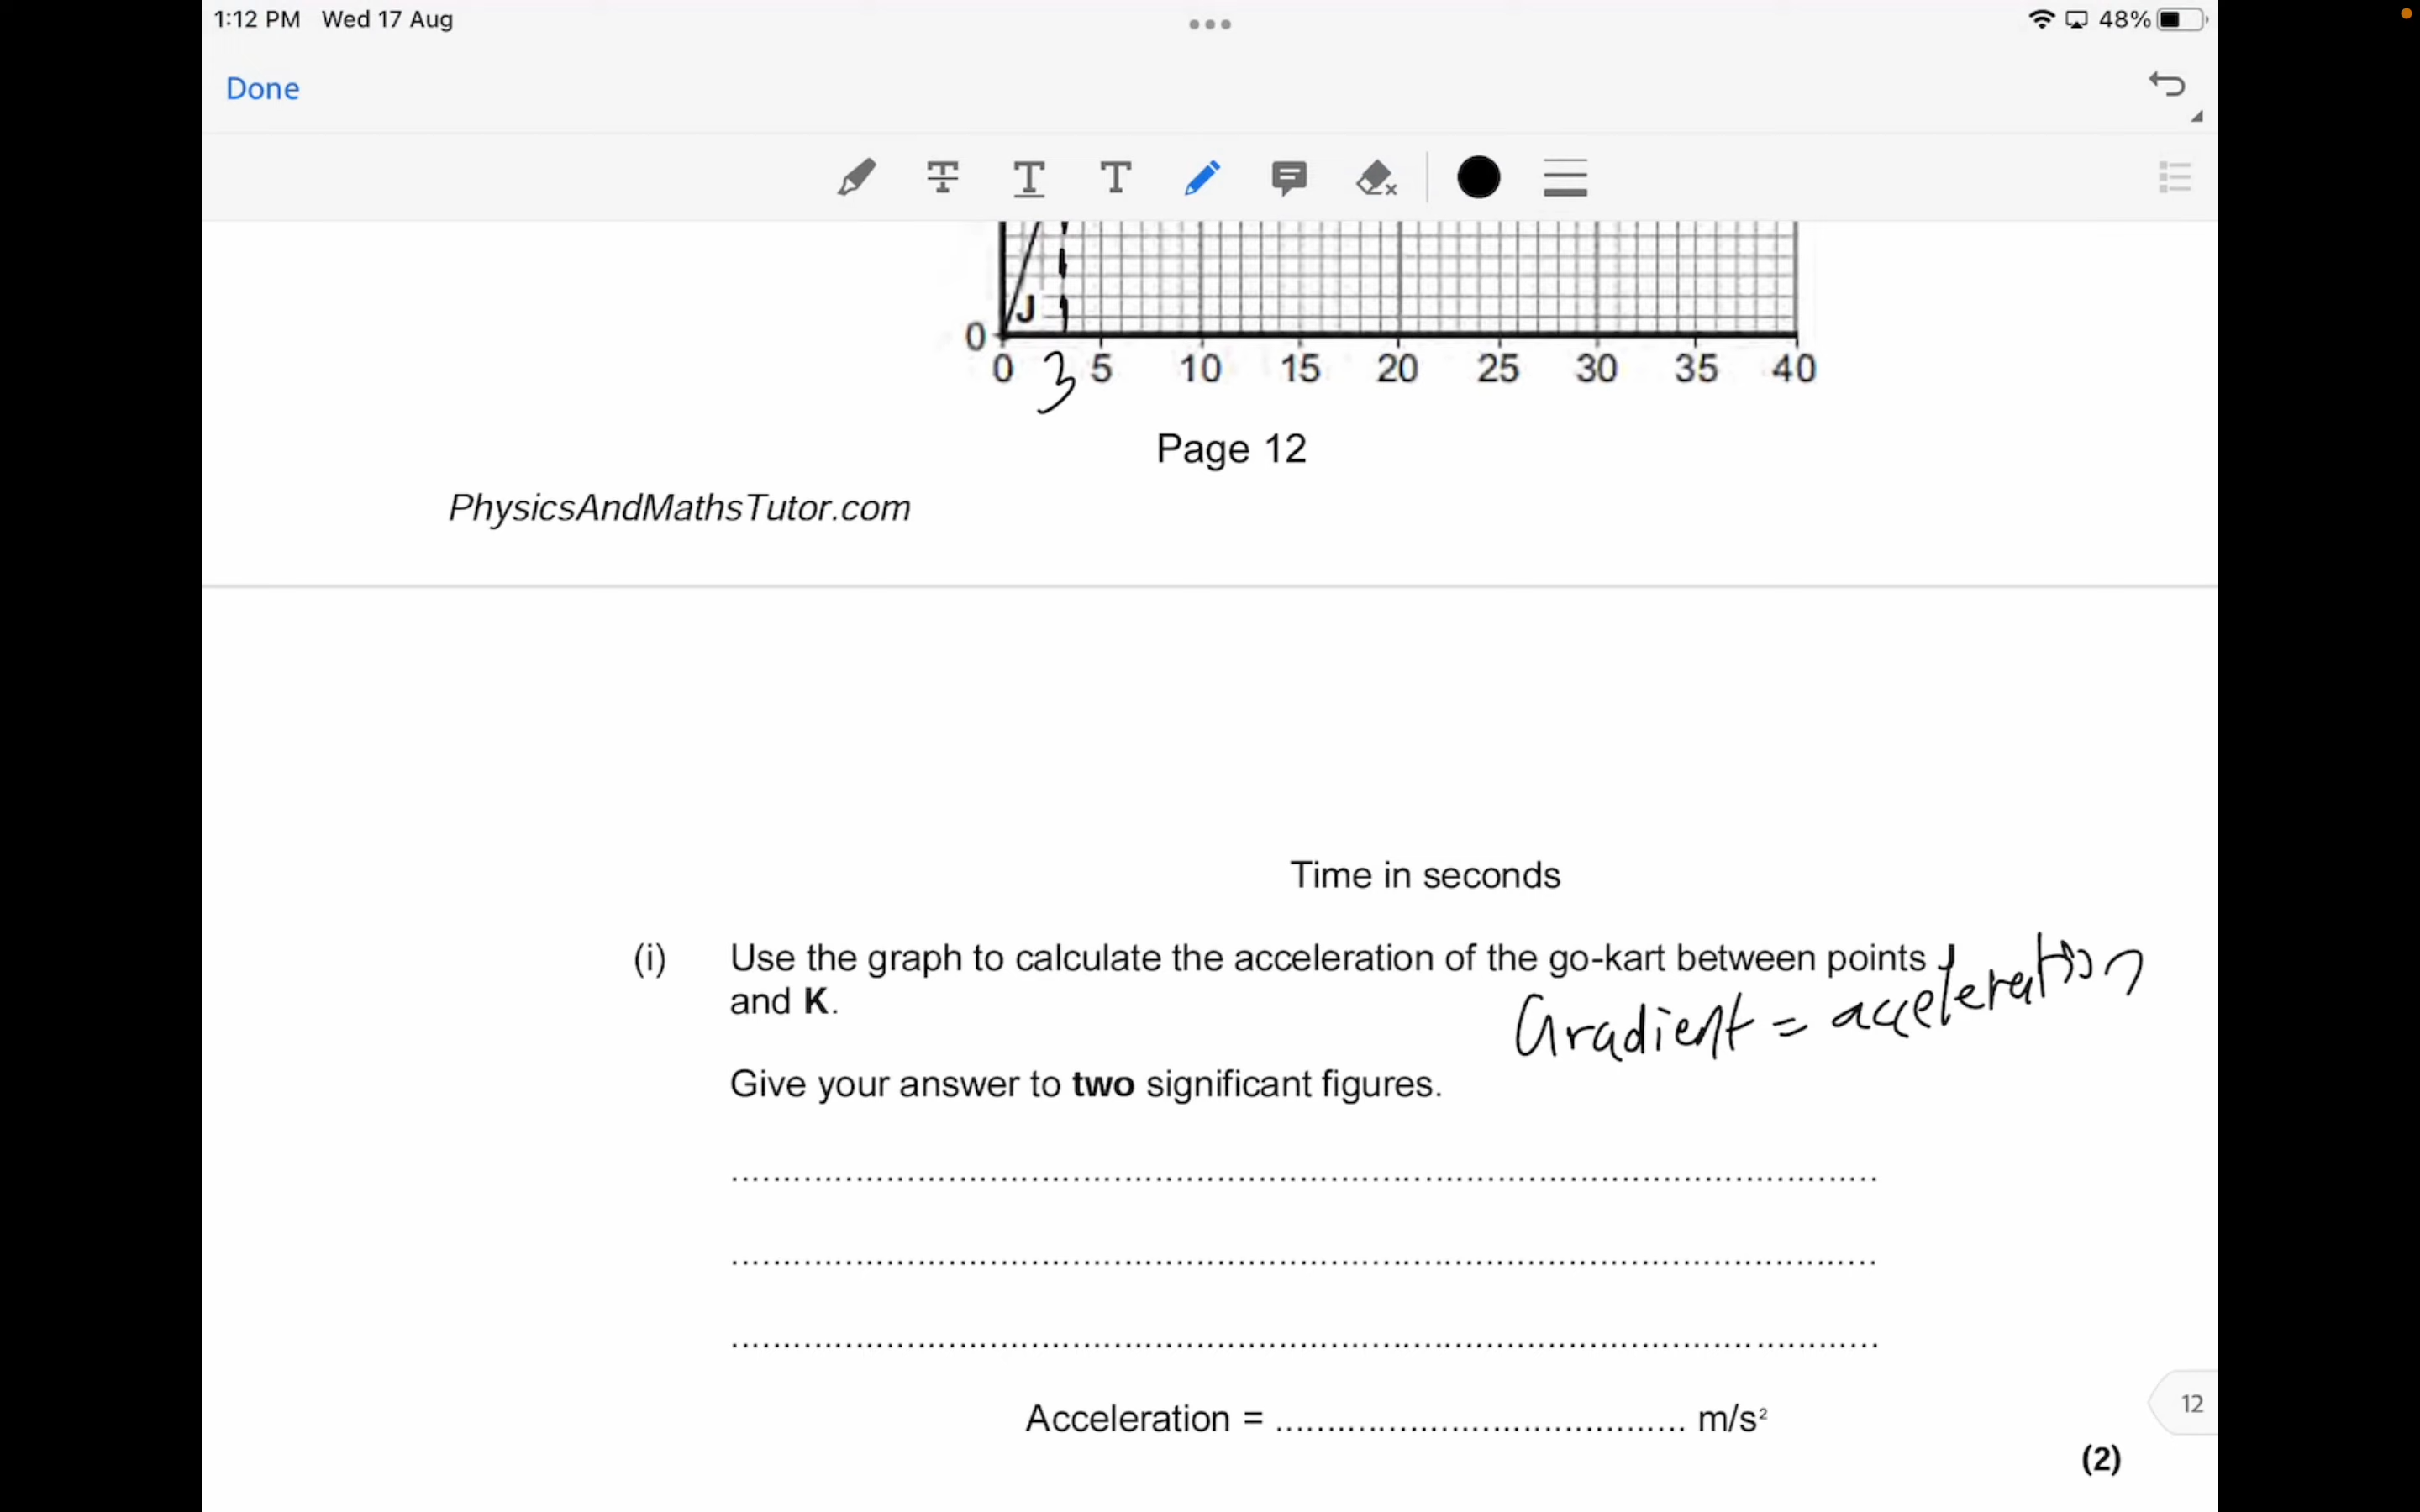 1:12 PM Wed 17 Aug
48%
Done
J
0
0 3 5 10 15 20 25 30 35 40
Page 12
PhysicsAndMathsTutor.com
Time in seconds
(i) Use the graph to calculate the acceleration of the go-kart between points J
and K.
Gradient = acceleration
Give your answer to two significant figures.
Acceleration = ........................................ m/s²
12
(2)